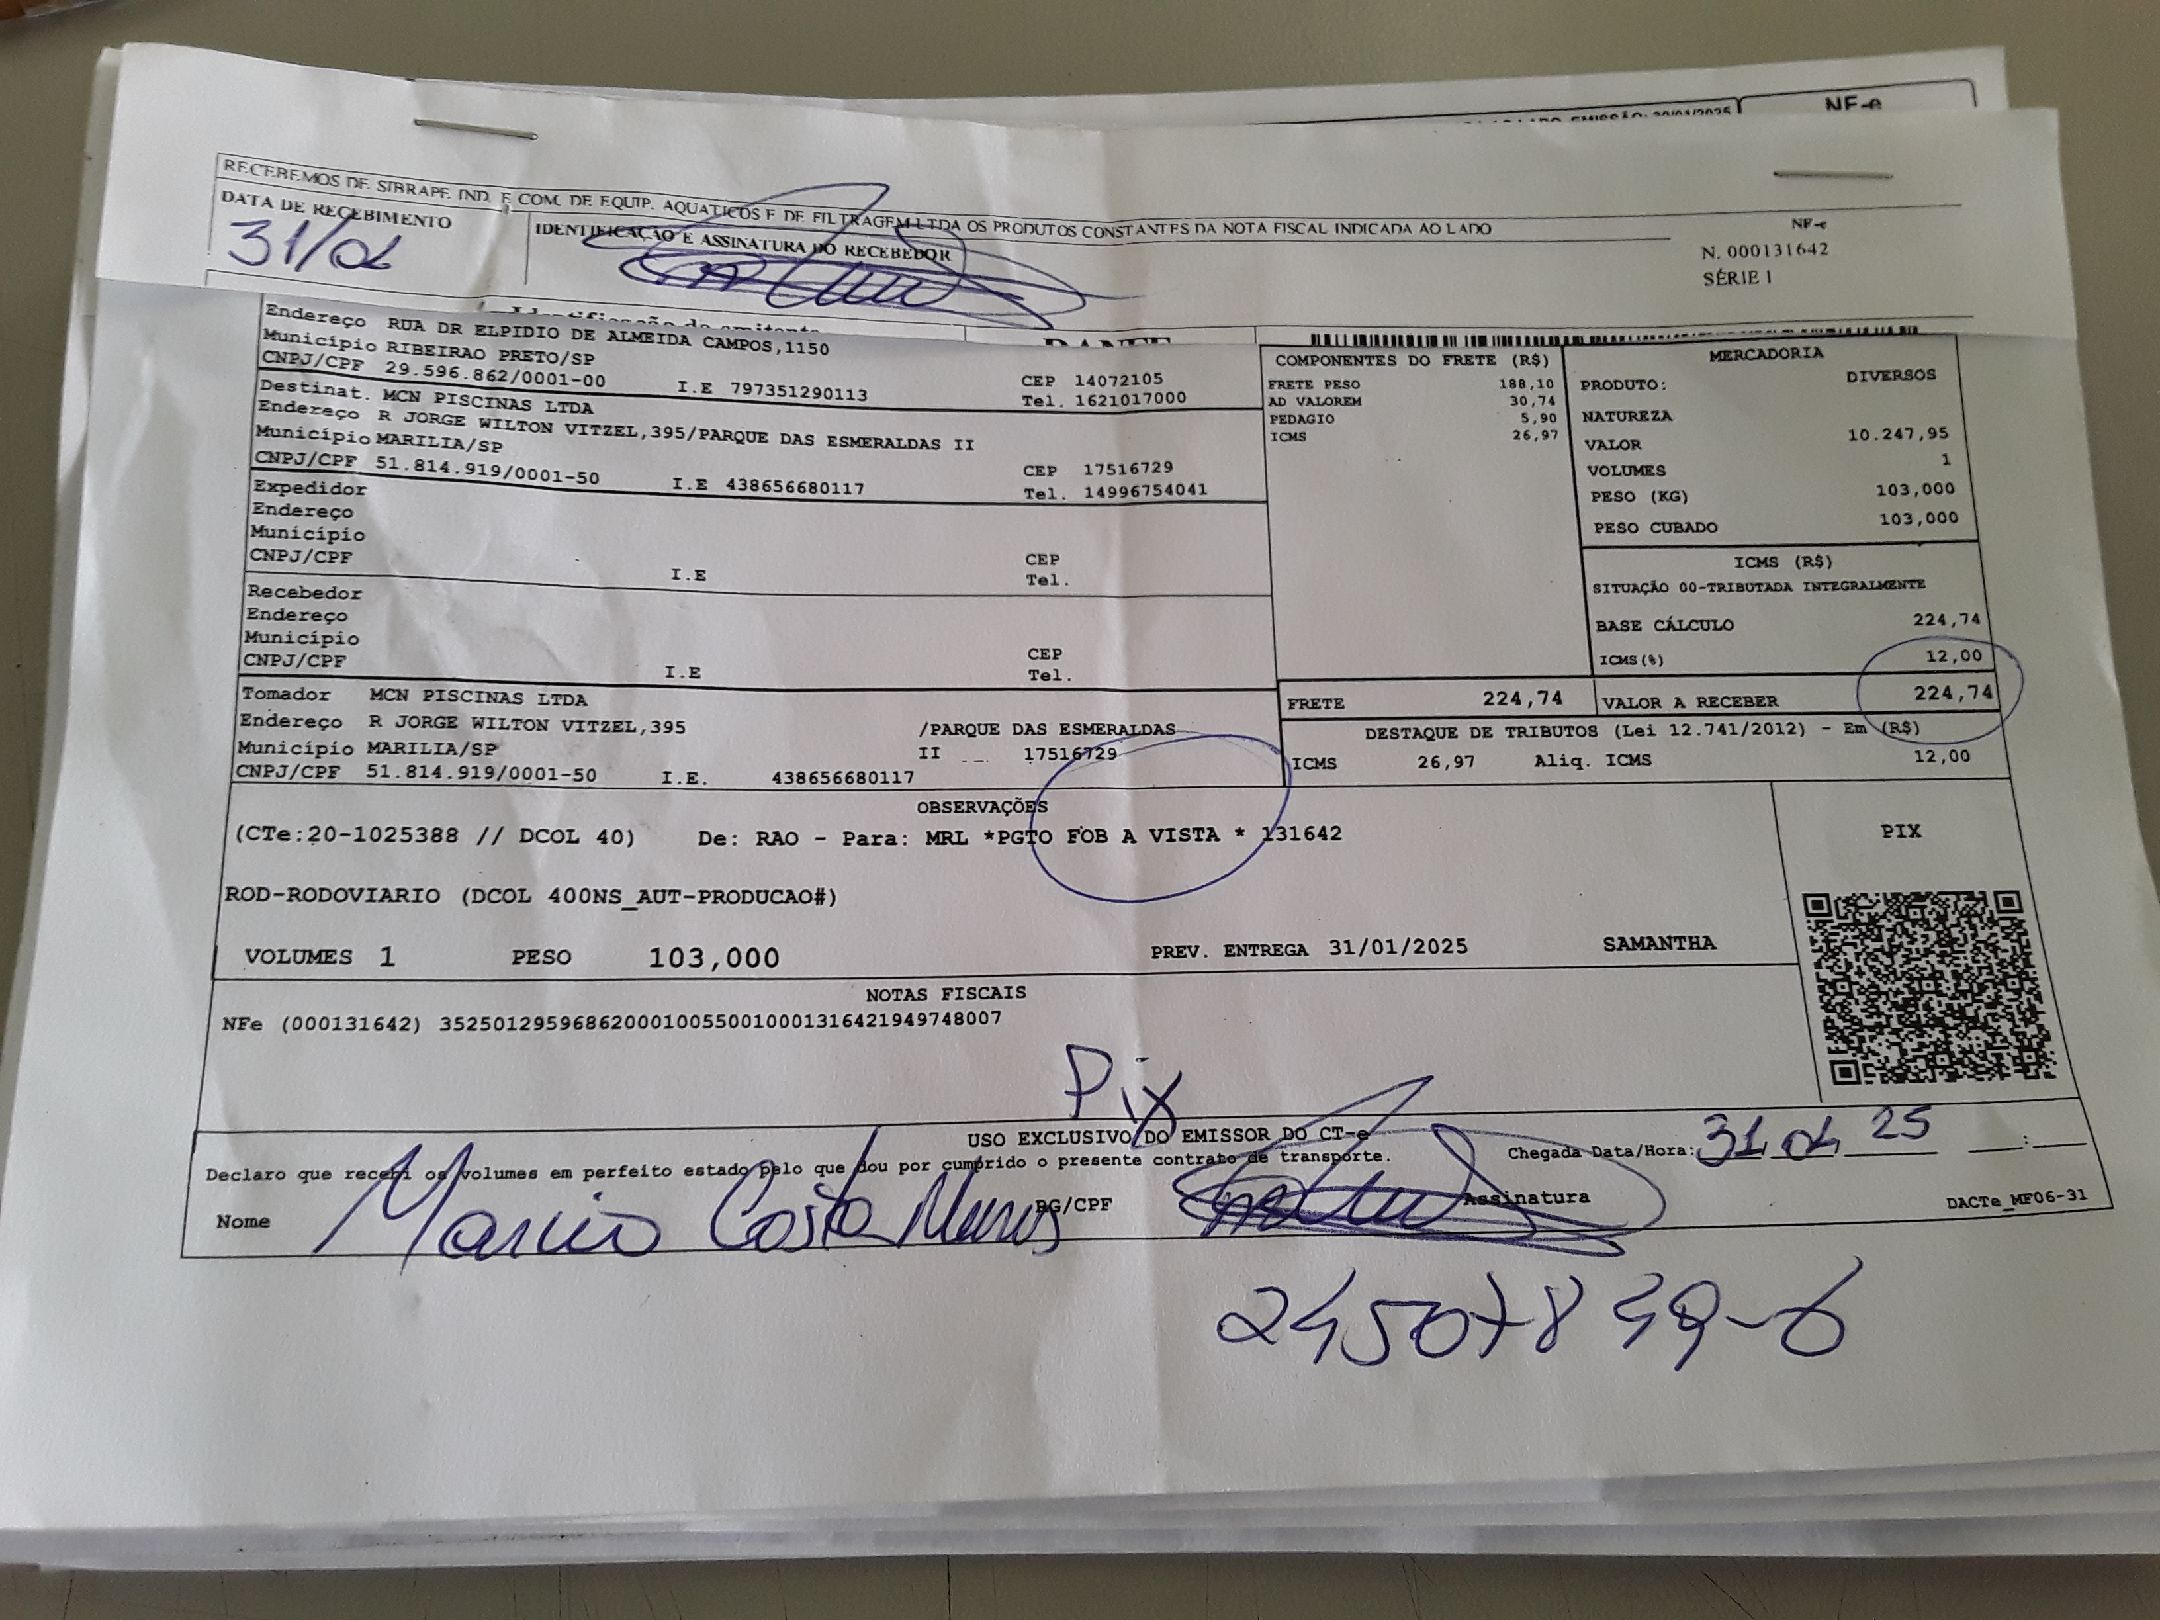 NF-e
RECEBEMOS DE SIBRAPE IND. E COM. DE EQUIP. AQUATICOS E DE FILTRAGEM LTDA OS PRODUTOS CONSTANTES DA NOTA FISCAL INDICADA AO LADO
DATA DE RECEBIMENTO
31/01
IDENTIFICAÇÃO E ASSINATURA DO RECEBEDOR
NF-e
N. 000131642
SÉRIE 1
Identificação do emitente
DANFE
Endereço RUA DR ELPIDIO DE ALMEIDA CAMPOS,1150
Município RIBEIRAO PRETO/SP
CEP 14072105
CNPJ/CPF 29.596.862/0001-00 I.E 797351290113 Tel. 1621017000
Destinat. MCN PISCINAS LTDA
Endereço R JORGE WILTON VITZEL,395/PARQUE DAS ESMERALDAS II
Município MARILIA/SP CEP 17516729
CNPJ/CPF 51.814.919/0001-50 I.E 438656680117 Tel. 14996754041
Expedidor
Endereço
Município CEP
CNPJ/CPF I.E Tel.
Recebedor
Endereço
Município CEP
CNPJ/CPF I.E Tel.
Tomador MCN PISCINAS LTDA
Endereço R JORGE WILTON VITZEL,395 /PARQUE DAS ESMERALDAS
Município MARILIA/SP II 17516729
CNPJ/CPF 51.814.919/0001-50 I.E. 438656680117
COMPONENTES DO FRETE (R$)
FRETE PESO 188,10
AD VALOREM 30,74
PEDAGIO 5,90
ICMS 26,97
MERCADORIA
PRODUTO: DIVERSOS
NATUREZA
VALOR 10.247,95
VOLUMES 1
PESO (KG) 103,000
PESO CUBADO 103,000
ICMS (R$)
SITUAÇÃO 00-TRIBUTADA INTEGRALMENTE
BASE CÁLCULO 224,74
ICMS(%) 12,00
FRETE 224,74 VALOR A RECEBER 224,74
DESTAQUE DE TRIBUTOS (Lei 12.741/2012) - Em (R$)
ICMS 26,97 Aliq. ICMS 12,00
OBSERVAÇÕES
(CTe:20-1025388 // DCOL 40) De: RAO - Para: MRL *PGTO FOB A VISTA * 131642
ROD-RODOVIARIO (DCOL 400NS_AUT-PRODUCAO#)
VOLUMES 1 PESO 103,000 PREV. ENTREGA 31/01/2025 SAMANTHA
PIX
NOTAS FISCAIS
NFe (000131642) 35250129596862000100550010001316421949748007
Pix
USO EXCLUSIVO DO EMISSOR DO CT-e
Declaro que recebi os volumes em perfeito estado pelo que dou por cumprido o presente contrato de transporte.
Chegada Data/Hora: 31 01 25 :
Nome Marcio Costa RG/CPF Assinatura
DACTe_MF06-31